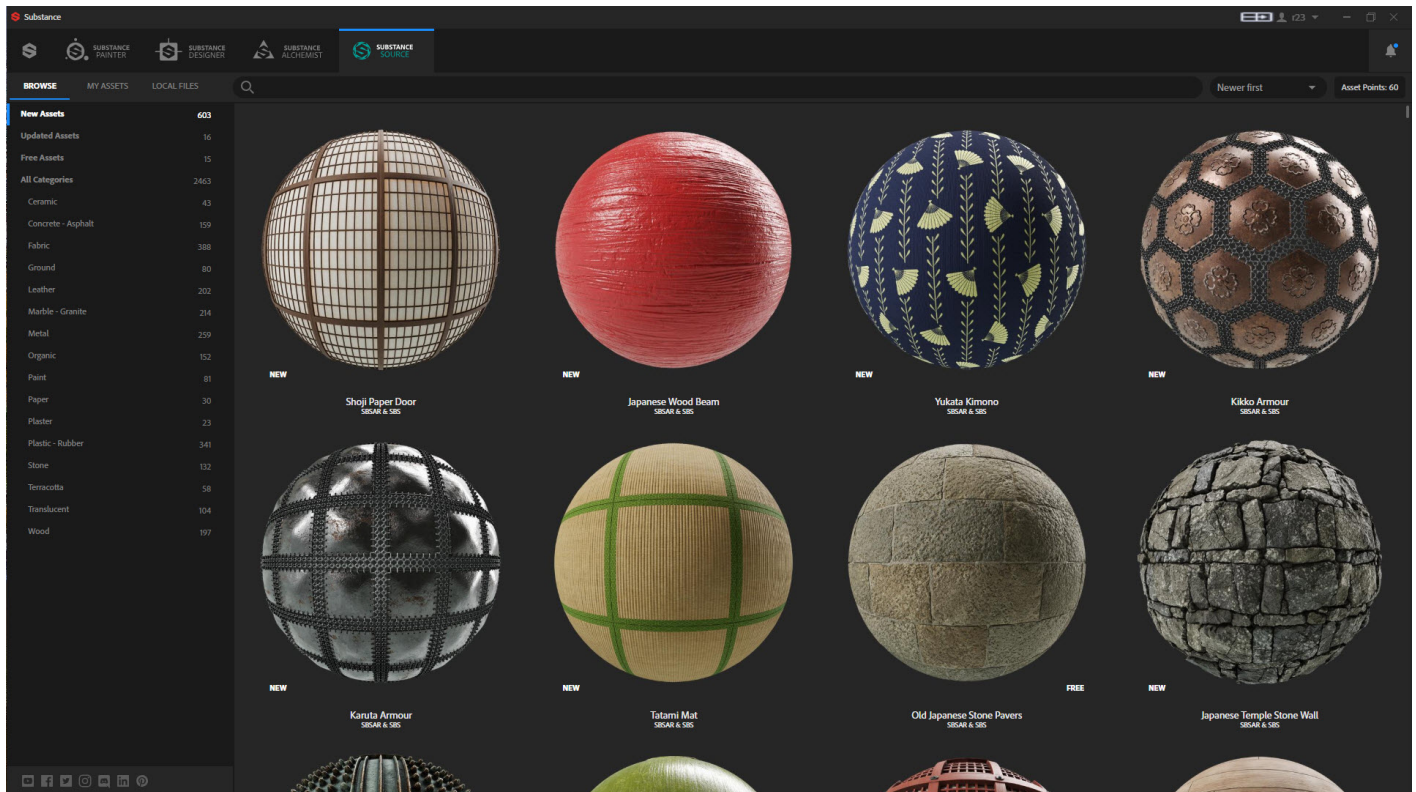 Substance
r23
SUBSTANCE
PAINTER
SUBSTANCE
DESIGNER
SUBSTANCE
ALCHEMIST
SUBSTANCE
SOURCE
BROWSE
MY ASSETS
LOCAL FILES
Newer first
Asset Points: 60
New Assets 603
Updated Assets 16
Free Assets 15
All Categories 2463
Ceramic 43
Concrete - Asphalt 159
Fabric 388
Ground 80
Leather 202
Marble - Granite 214
Metal 259
Organic 152
Paint 81
Paper 30
Plaster 23
Plastic - Rubber 341
Stone 132
Terracotta 58
Translucent 104
Wood 197
NEW
NEW
NEW
NEW
Shoji Paper Door
SBSAR & SBS
Japanese Wood Beam
SBSAR & SBS
Yukata Kimono
SBSAR & SBS
Kikko Armour
SBSAR & SBS
NEW
NEW
FREE
NEW
Karuta Armour
SBSAR & SBS
Tatami Mat
SBSAR & SBS
Old Japanese Stone Pavers
SBSAR & SBS
Japanese Temple Stone Wall
SBSAR & SBS